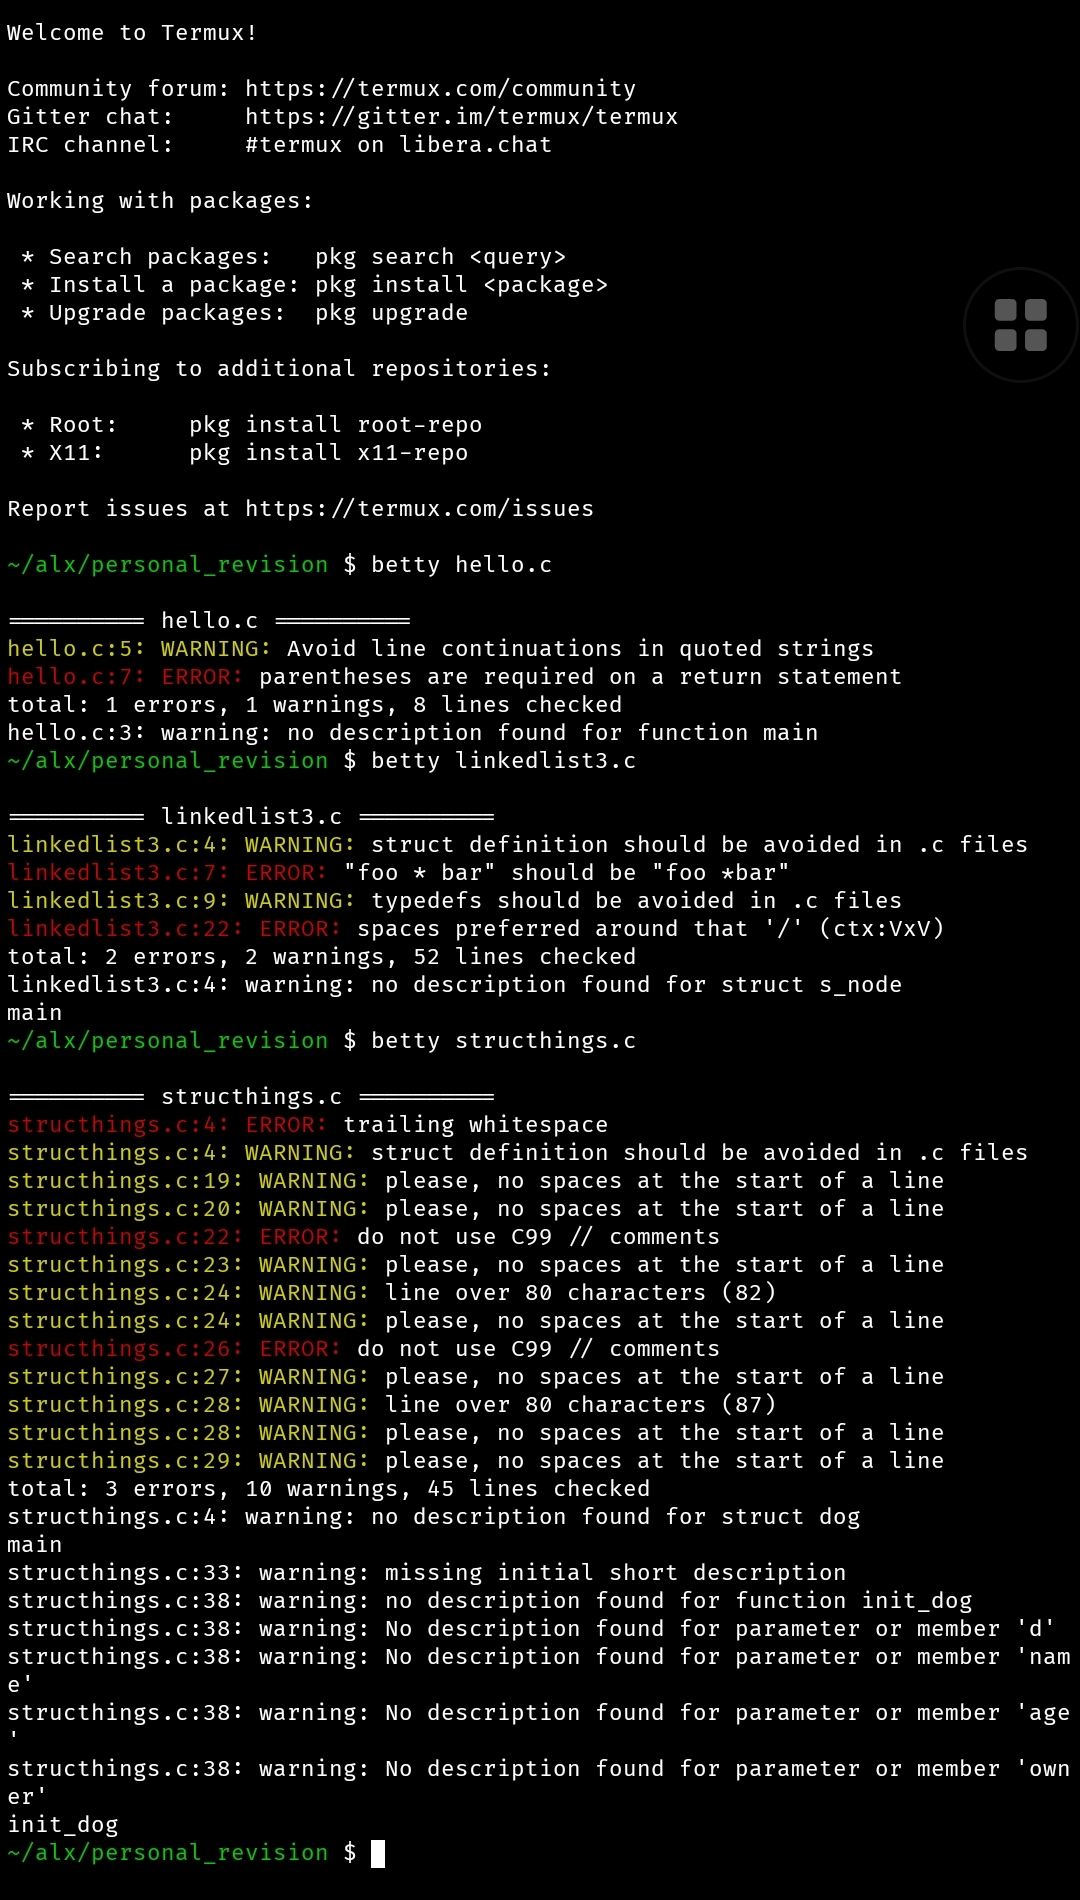 Welcome to Termux!
Community forum: https://termux.com/community
Gitter chat:     https://gitter.im/termux/termux
IRC channel:     #termux on libera.chat
Working with packages:
 * Search packages:   pkg search <query>
 * Install a package: pkg install <package>
 * Upgrade packages:  pkg upgrade
Subscribing to additional repositories:
 * Root:     pkg install root-repo
 * X11:      pkg install x11-repo
Report issues at https://termux.com/issues
~/alx/personal_revision $ betty hello.c
========== hello.c ==========
hello.c:5: WARNING: Avoid line continuations in quoted strings
hello.c:7: ERROR: parentheses are required on a return statement
total: 1 errors, 1 warnings, 8 lines checked
hello.c:3: warning: no description found for function main
~/alx/personal_revision $ betty linkedlist3.c
========== linkedlist3.c ==========
linkedlist3.c:4: WARNING: struct definition should be avoided in .c files
linkedlist3.c:7: ERROR: "foo * bar" should be "foo *bar"
linkedlist3.c:9: WARNING: typedefs should be avoided in .c files
linkedlist3.c:22: ERROR: spaces preferred around that '/' (ctx:VxV)
total: 2 errors, 2 warnings, 52 lines checked
linkedlist3.c:4: warning: no description found for struct s_node
main
~/alx/personal_revision $ betty structhings.c
========== structhings.c ==========
structhings.c:4: ERROR: trailing whitespace
structhings.c:4: WARNING: struct definition should be avoided in .c files
structhings.c:19: WARNING: please, no spaces at the start of a line
structhings.c:20: WARNING: please, no spaces at the start of a line
structhings.c:22: ERROR: do not use C99 // comments
structhings.c:23: WARNING: please, no spaces at the start of a line
structhings.c:24: WARNING: line over 80 characters (82)
structhings.c:24: WARNING: please, no spaces at the start of a line
structhings.c:26: ERROR: do not use C99 // comments
structhings.c:27: WARNING: please, no spaces at the start of a line
structhings.c:28: WARNING: line over 80 characters (87)
structhings.c:28: WARNING: please, no spaces at the start of a line
structhings.c:29: WARNING: please, no spaces at the start of a line
total: 3 errors, 10 warnings, 45 lines checked
structhings.c:4: warning: no description found for struct dog
main
structhings.c:33: warning: missing initial short description
structhings.c:38: warning: no description found for function init_dog
structhings.c:38: warning: No description found for parameter or member 'd'
structhings.c:38: warning: No description found for parameter or member 'nam
e'
structhings.c:38: warning: No description found for parameter or member 'age
'
structhings.c:38: warning: No description found for parameter or member 'own
er'
init_dog
~/alx/personal_revision $